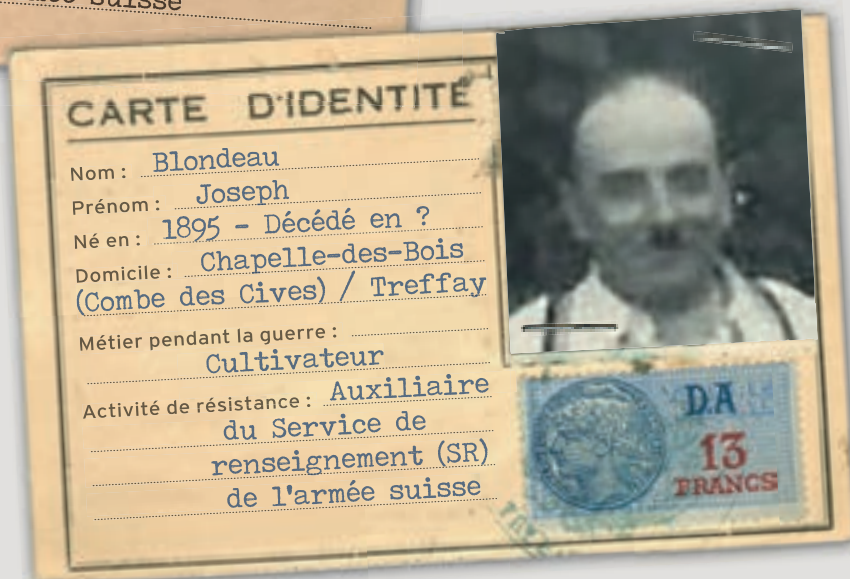 Suisse
CARTE D'IDENTITÉ
Nom : Blondeau
Prénom : Joseph
Né en : 1895 - Décédé en ?
Domicile : Chapelle-des-Bois
(Combe des Cives) / Treffay
Métier pendant la guerre :
Cultivateur
Activité de résistance : Auxiliaire
du Service de
renseignement (SR)
de l'armée suisse
D.A
13
FRANCS